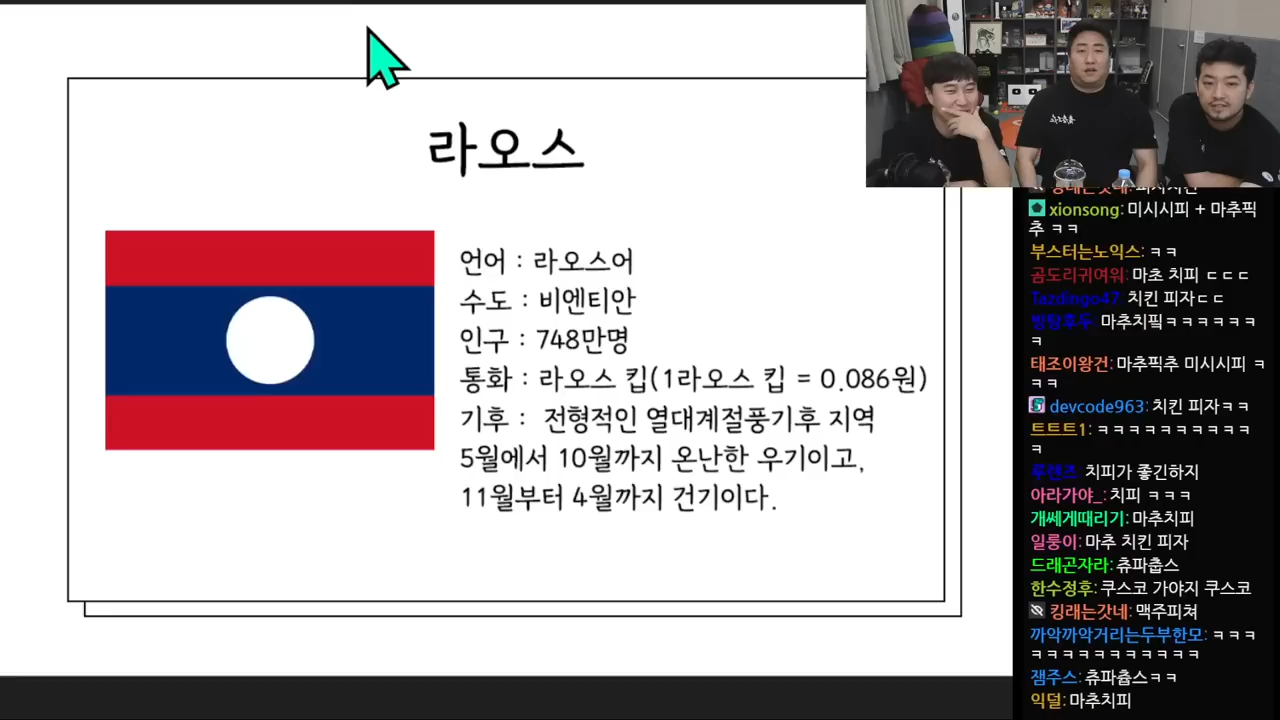 라오스
언어 : 라오스어
수도 : 비엔티안
인구 : 748만명
통화 : 라오스 킵(1라오스 킵 = 0.086원)
기후 : 전형적인 열대계절풍기후 지역
5월에서 10월까지 온난한 우기이고,
11월부터 4월까지 건기이다.
xionsong: 미시시피 + 마추픽
추 ㅋㅋ
부스터는노익스: ㅋㅋ
곰도리귀여워: 마초 치피 ㄷㄷㄷ
Tazdingo47: 치킨 피자ㄷㄷ
방탕후두: 마추치핔ㅋㅋㅋㅋㅋㅋ
ㅋ
태조이왕건: 마추픽추 미시시피 ㅋ
ㅋㅋ
devcode963: 치킨 피자ㅋㅋ
트트트1: ㅋㅋㅋㅋㅋㅋㅋㅋㅋㅋ
ㅋ
루렌즈: 치피가 좋긴하지
아라가야_: 치피 ㅋㅋㅋ
개쎄게때리기: 마추치피
일룽이: 마추 치킨 피자
드래곤자라: 츄파츕스
한수정후: 쿠스코 가야지 쿠스코
킹래는갓네: 맥주피쳐
까악까악거리는두부한모: ㅋㅋㅋ
ㅋㅋㅋㅋㅋㅋㅋㅋㅋㅋㅋ
잼주스: 츄파츕스ㅋㅋ
익덜: 마추치피